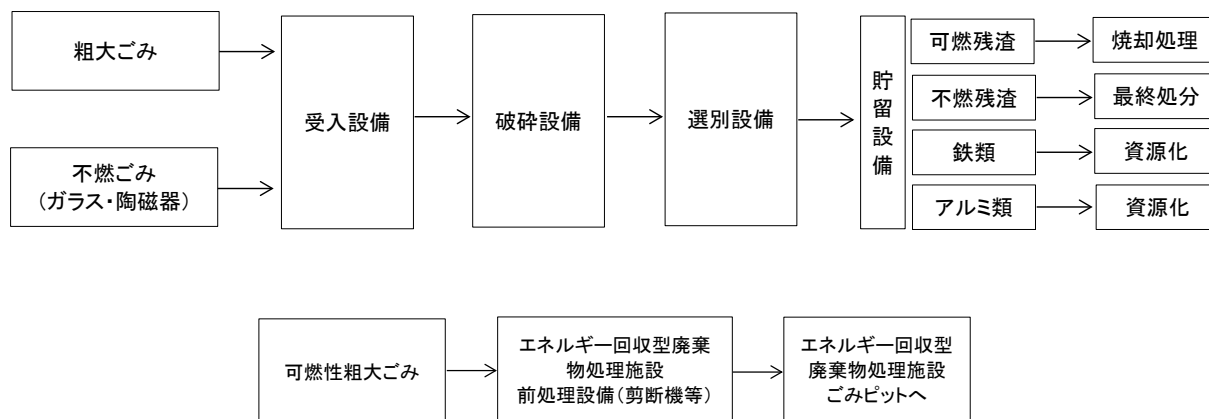 粗大ごみ
不燃ごみ
（ガラス・陶磁器）
受入設備
破砕設備
選別設備
貯留設備
可燃残渣
焼却処理
不燃残渣
最終処分
鉄類
資源化
アルミ類
資源化
可燃性粗大ごみ
エネルギー回収型廃棄
物処理施設
前処理設備（剪断機等）
エネルギー回収型
廃棄物処理施設
ごみピットへ